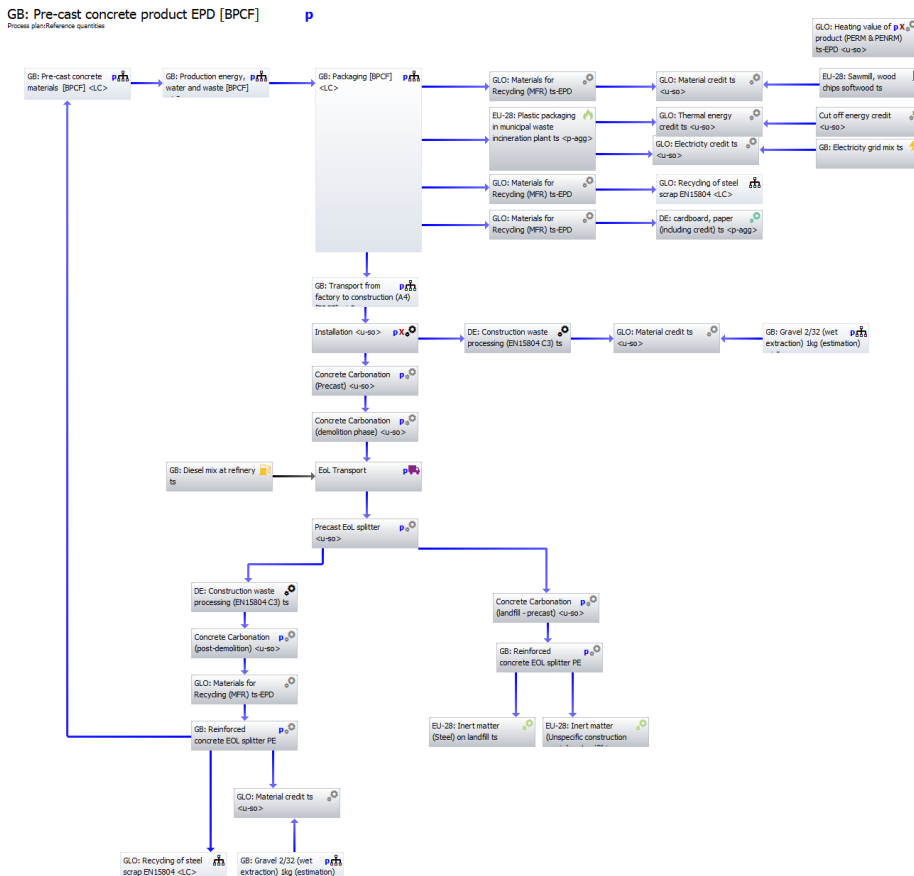 GB: Pre-cast concrete product EPD [BPCF]
p
Process plan:Reference quantities
GLO: Heating value of
product (PERM & PENRM)
ts-EPD <u-so>
pX
GB: Pre-cast concrete
materials [BPCF] <LC>
p
GB: Production energy,
water and waste [BPCF]
p
GB: Packaging [BPCF]
<LC>
p
GLO: Materials for
Recycling (MFR) ts-EPD
GLO: Material credit ts
<u-so>
EU-28: Sawmill, wood
chips softwood ts
EU-28: Plastic packaging
in municipal waste
incineration plant ts <p-agg>
GLO: Thermal energy
credit ts <u-so>
Cut off energy credit
<u-so>
GLO: Electricity credit ts
<u-so>
GB: Electricity grid mix ts
GLO: Materials for
Recycling (MFR) ts-EPD
GLO: Recycling of steel
scrap EN15804 <LC>
GLO: Materials for
Recycling (MFR) ts-EPD
DE: cardboard, paper
(including credit) ts <p-agg>
GB: Transport from
factory to construction (A4)
p
Installation <u-so>
pX
DE: Construction waste
processing (EN15804 C3) ts
GLO: Material credit ts
<u-so>
GB: Gravel 2/32 (wet
extraction) 1kg (estimation)
p
Concrete Carbonation
(Precast) <u-so>
p
Concrete Carbonation
(demolition phase) <u-so>
p
GB: Diesel mix at refinery
ts
EoL Transport
p
Precast EoL splitter
<u-so>
p
DE: Construction waste
processing (EN15804 C3) ts
Concrete Carbonation
(landfill - precast) <u-so>
p
Concrete Carbonation
(post-demolition) <u-so>
p
GB: Reinforced
concrete EOL splitter PE
p
GLO: Materials for
Recycling (MFR) ts-EPD
GB: Reinforced
concrete EOL splitter PE
p
EU-28: Inert matter
(Steel) on landfill ts
EU-28: Inert matter
(Unspecific construction
GLO: Material credit ts
<u-so>
GLO: Recycling of steel
scrap EN15804 <LC>
GB: Gravel 2/32 (wet
extraction) 1kg (estimation)
p